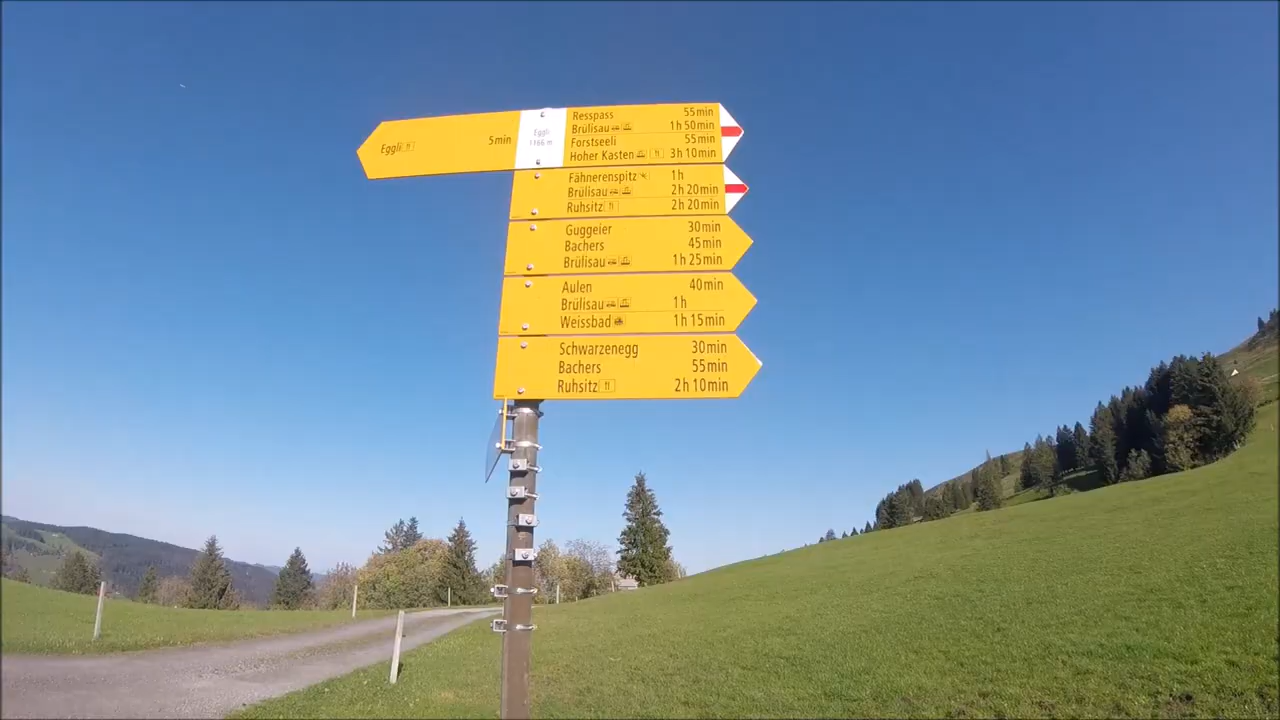 Eggli 5min
Eggli
1166 m
Resspass 55min
Brülisau 1h 50min
Forstseeli 55min
Hoher Kasten 3h 10min
Fähnerenspitz 1h
Brülisau 2h 20min
Ruhsitz 2h 20min
Guggeier 30min
Bachers 45min
Brülisau 1h 25min
Aulen 40min
Brülisau 1h
Weissbad 1h 15min
Schwarzenegg 30min
Bachers 55min
Ruhsitz 2h 10min